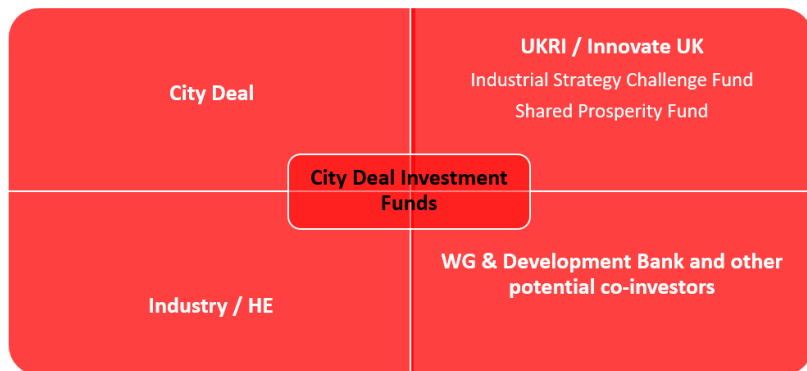 City Deal
UKRI / Innovate UK
Industrial Strategy Challenge Fund
Shared Prosperity Fund
City Deal Investment
Funds
Industry / HE
WG & Development Bank and other
potential co-investors